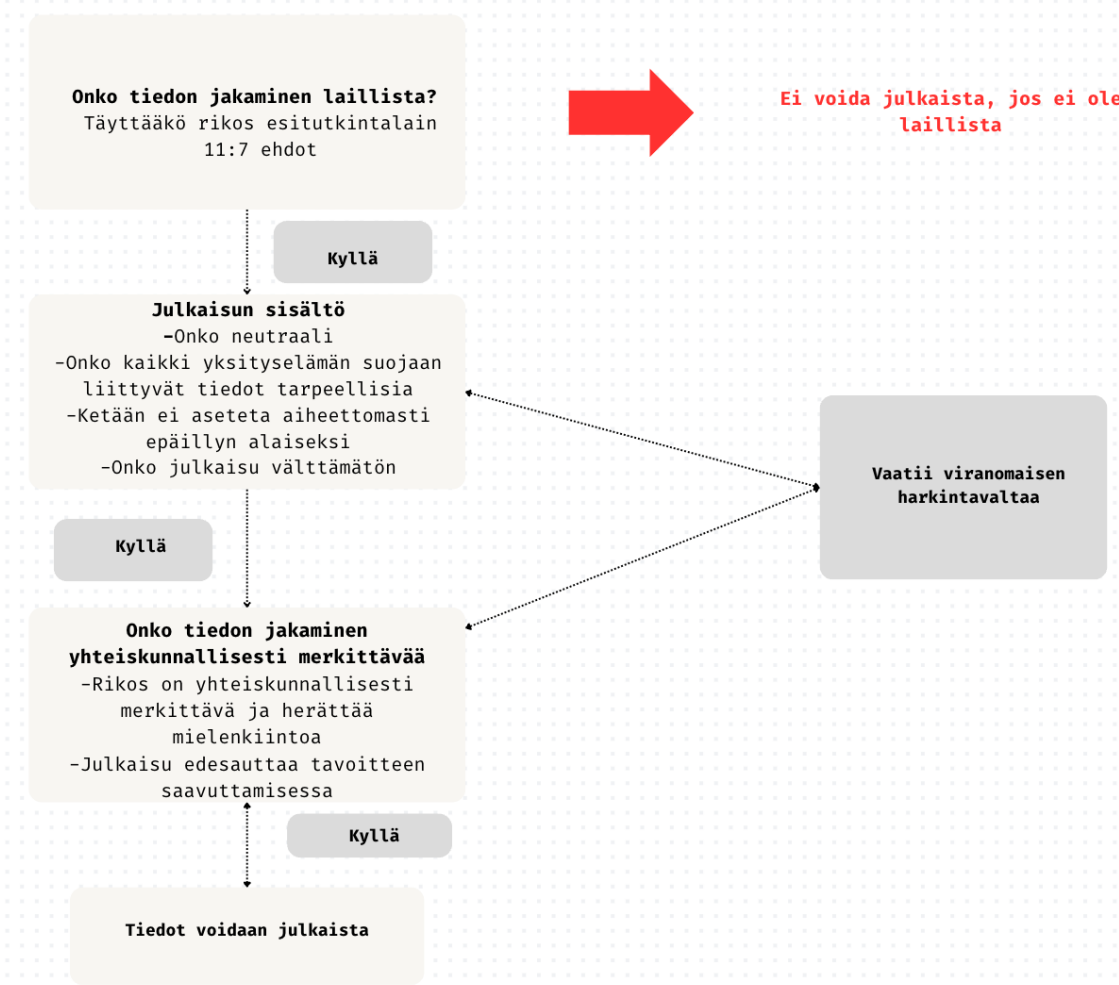 Onko tiedon jakaminen laillista?
Täyttääkö rikos esitutkintalain
11:7 ehdot
Ei voida julkaista, jos ei ole
laillista
Kyllä
Julkaisun sisältö
-Onko neutraali
-Onko kaikki yksityselämän suojaan
liittyvät tiedot tarpeellisia
-Ketään ei aseteta aiheettomasti
epäillyn alaiseksi
-Onko julkaisu välttämätön
Vaatii viranomaisen
harkintavaltaa
Kyllä
Onko tiedon jakaminen
yhteiskunnallisesti merkittävää
-Rikos on yhteiskunnallisesti
merkittävä ja herättää
mielenkiintoa
-Julkaisu edesauttaa tavoitteen
saavuttamisessa
Kyllä
Tiedot voidaan julkaista